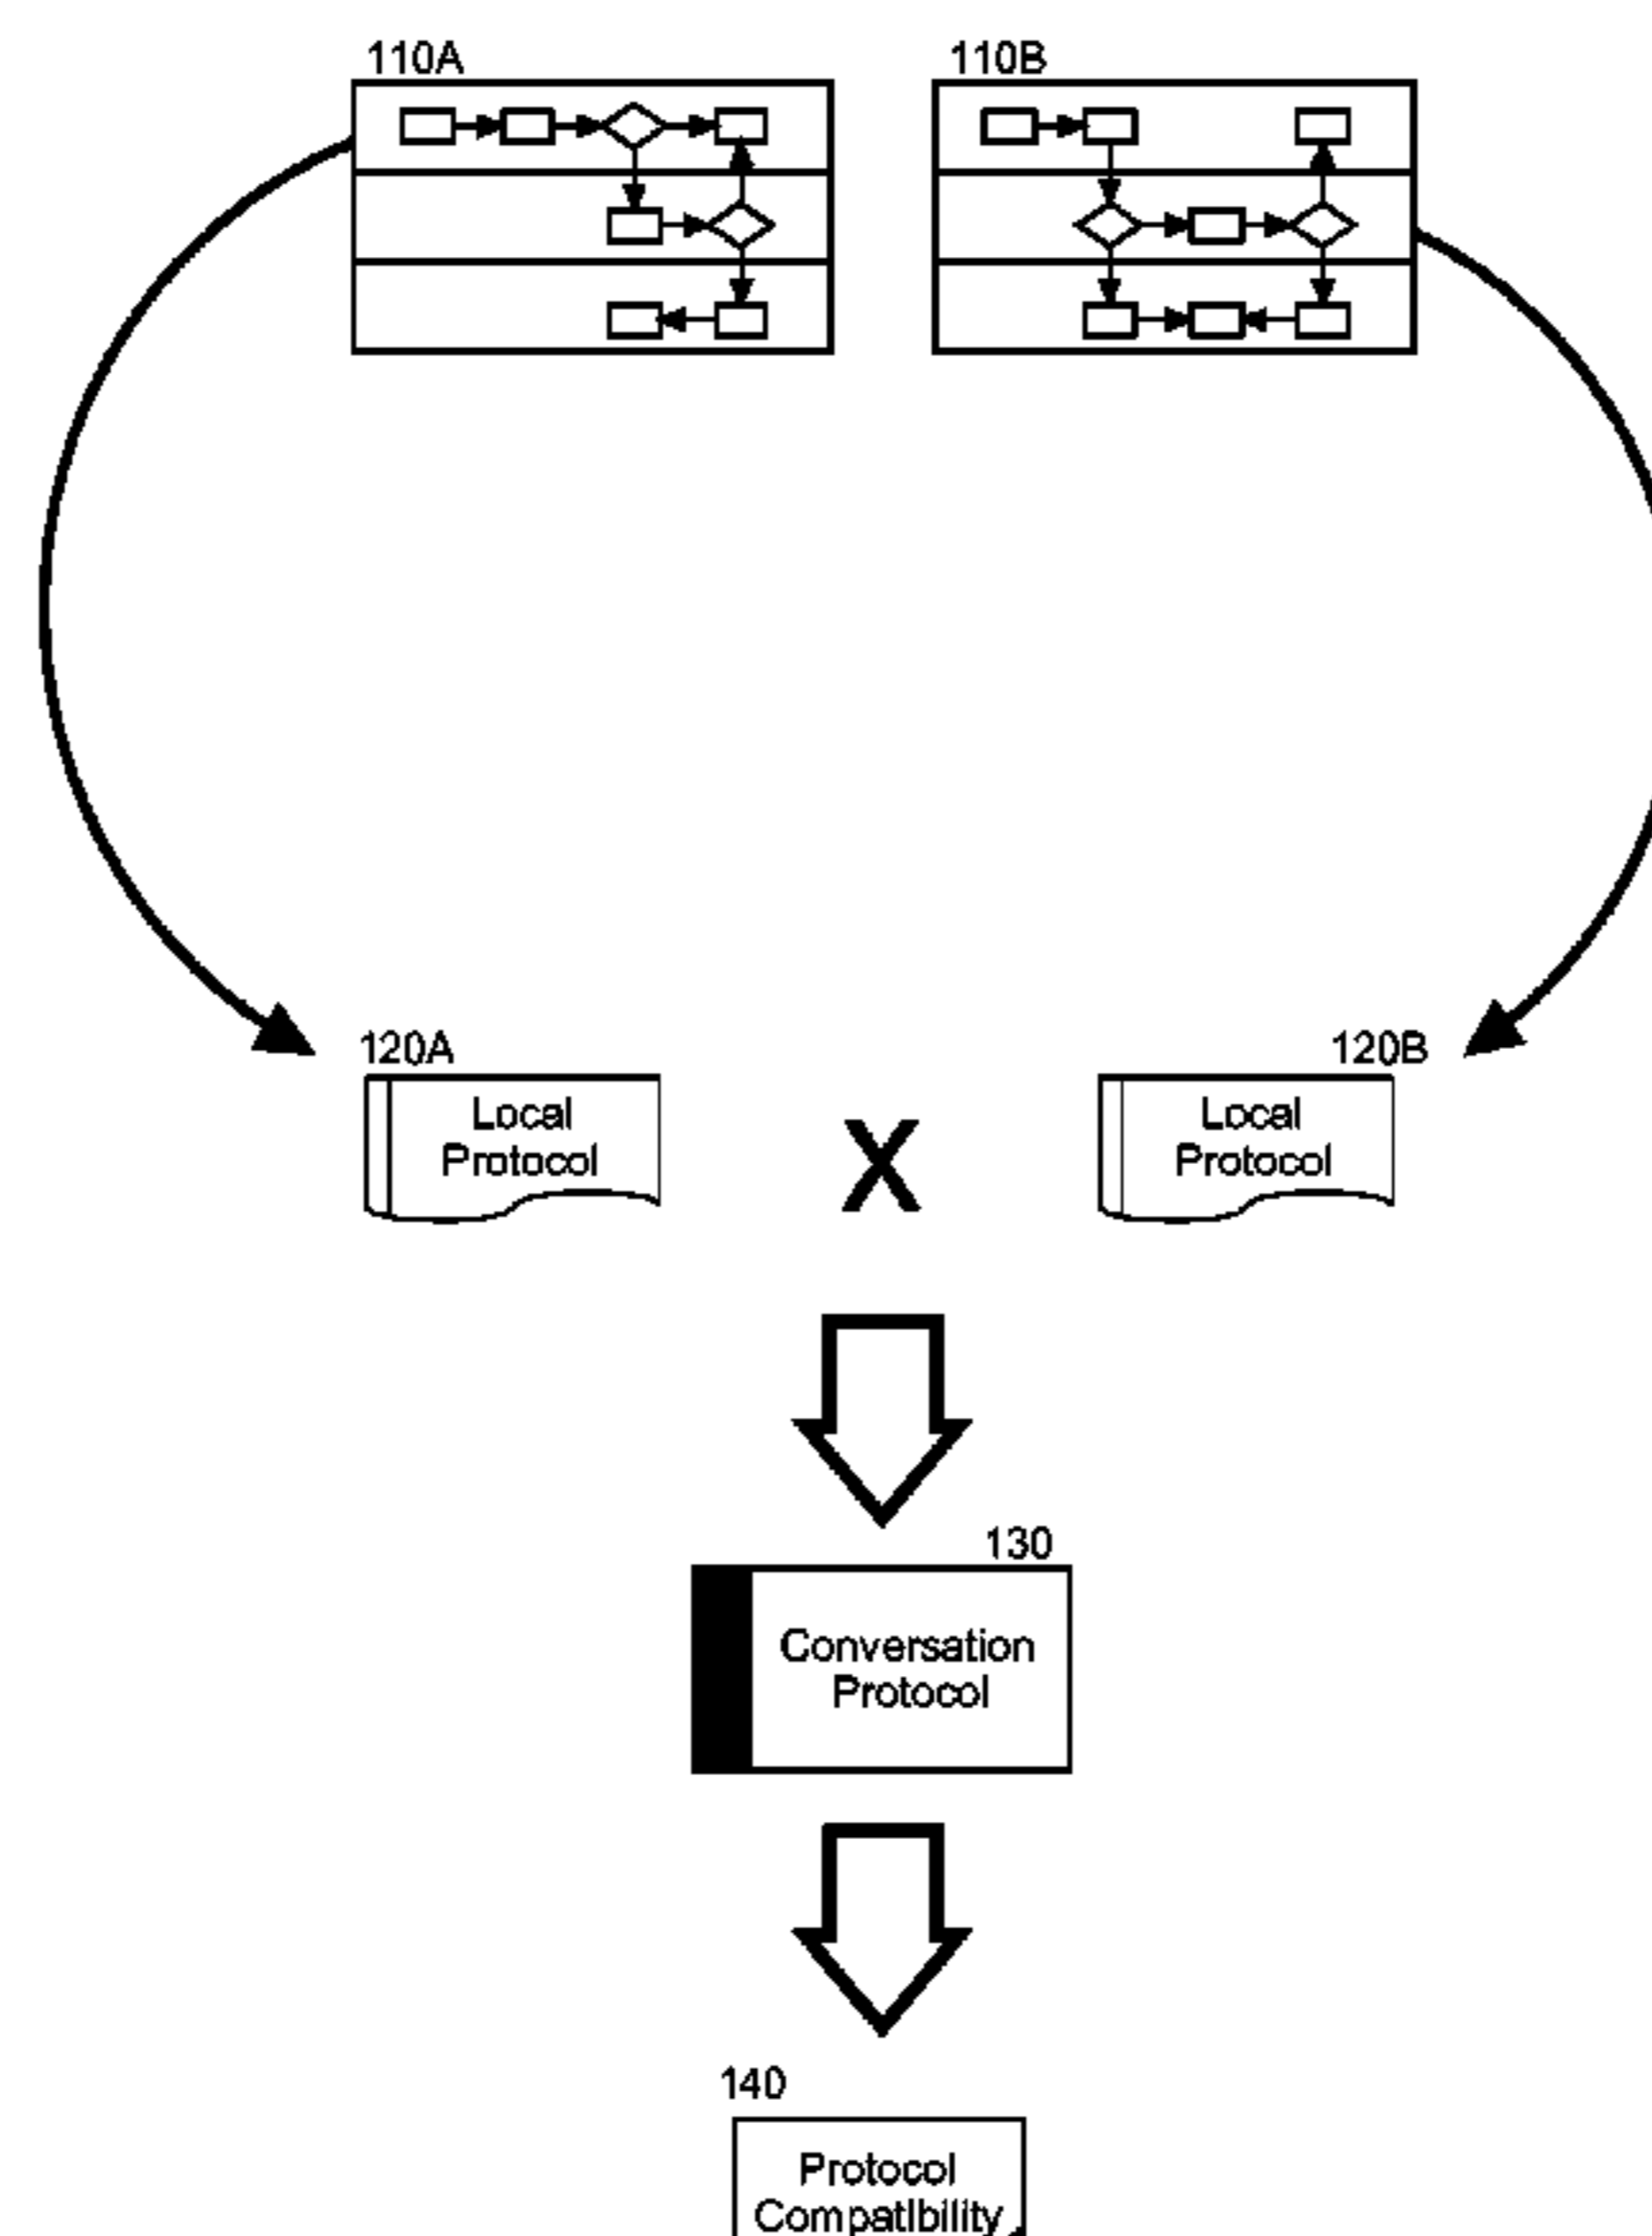 110A
110B
120A
120B
Local
Protocol
X
Local
Protocol
130
Conversation
Protocol
140
Protocol
Compatibility